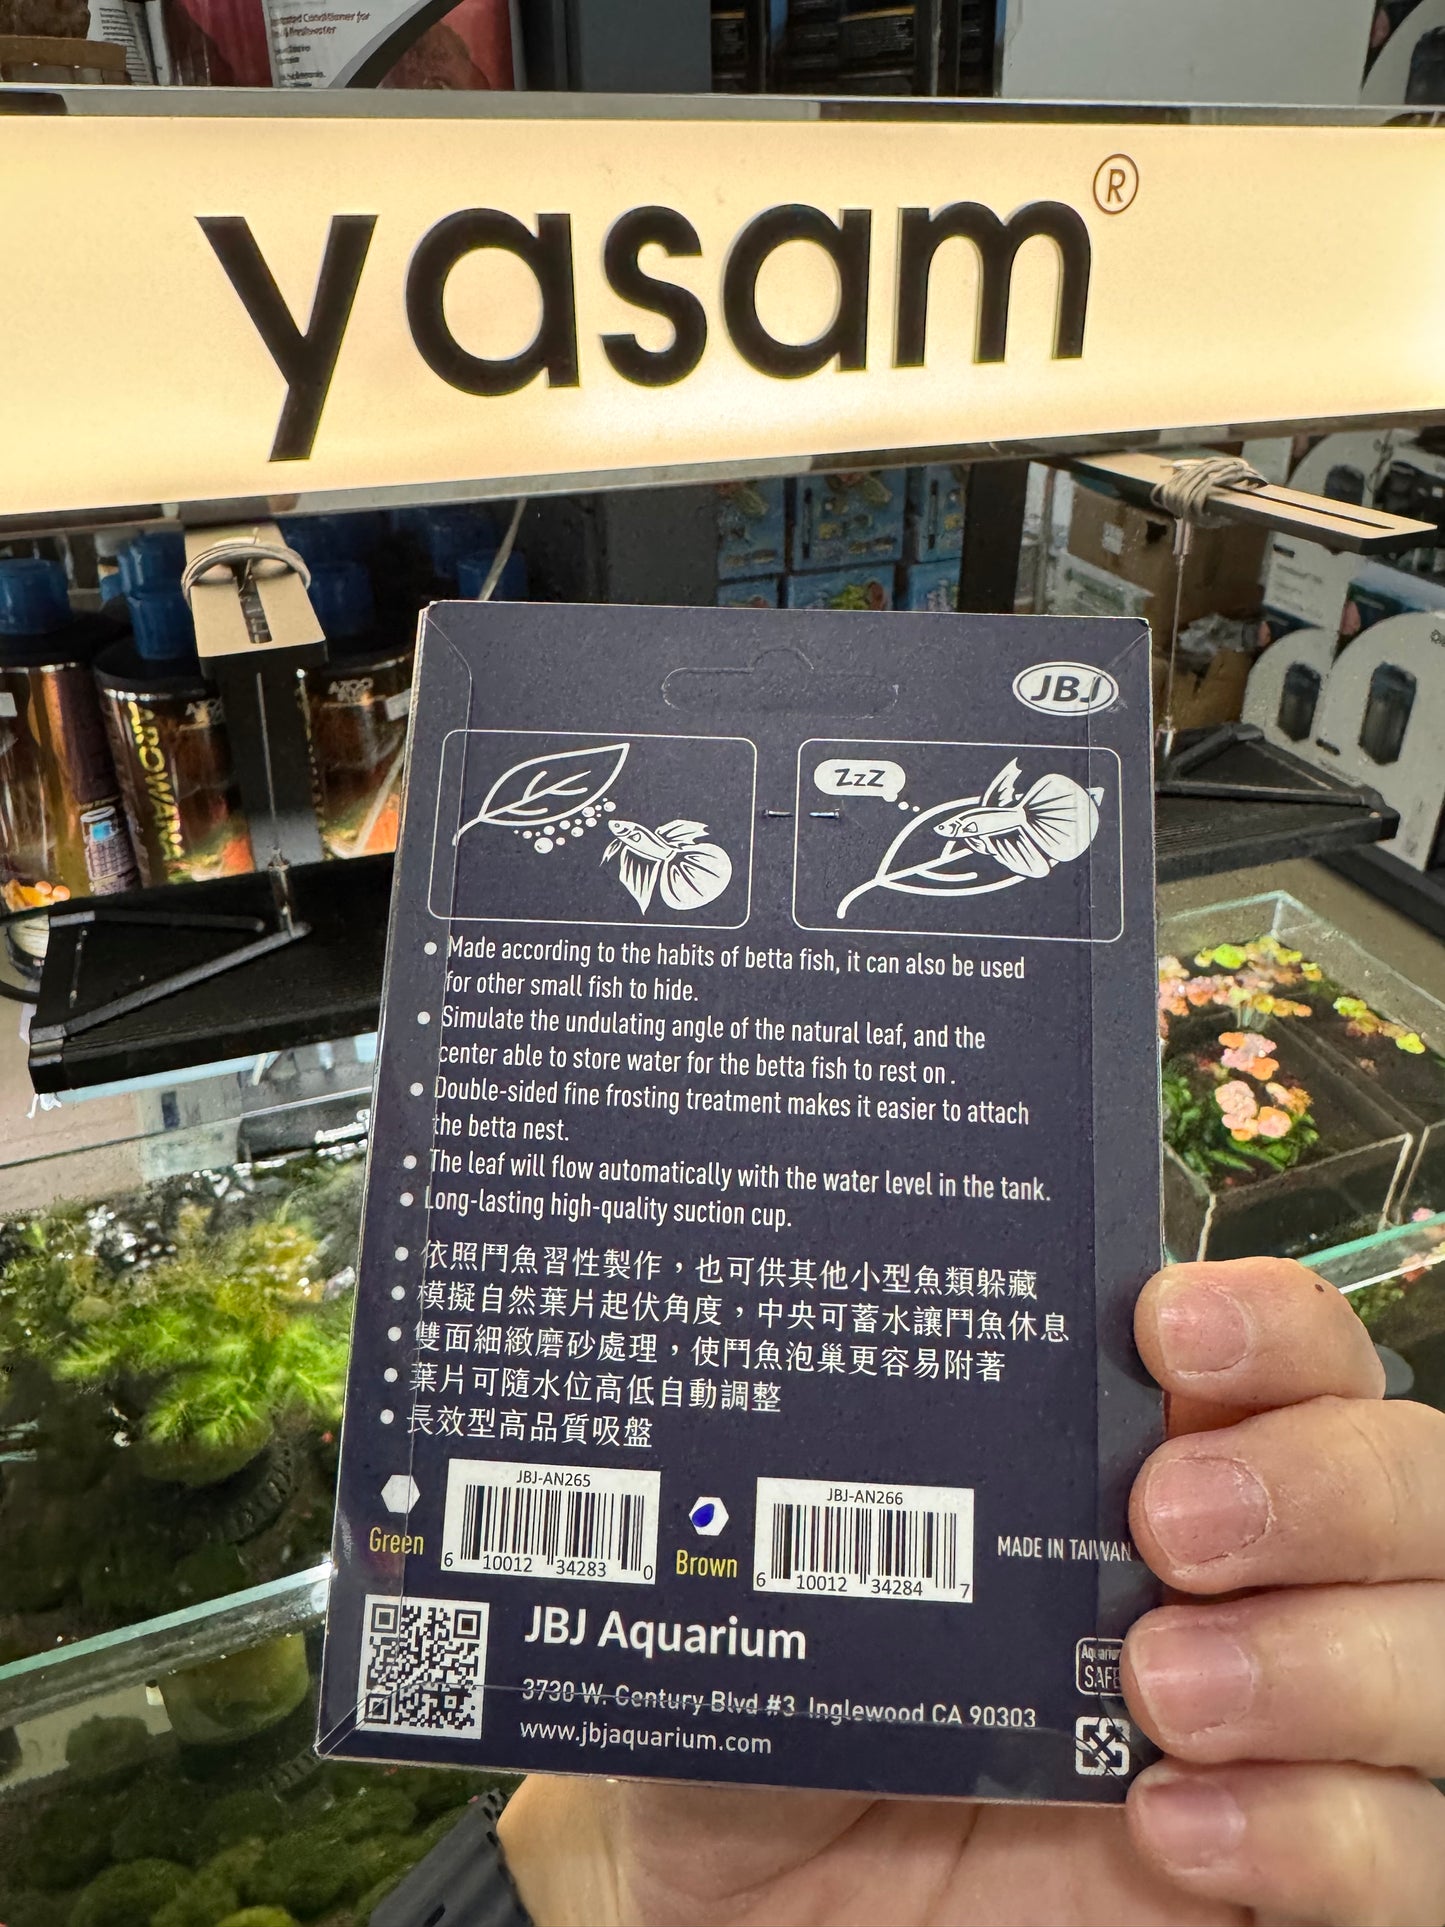 Conditioner for
Freshwater
yasam®
AZOO
AROWANA
JBJ
ZzZ
Made according to the habits of betta fish, it can also be used
for other small fish to hide.
Simulate the undulating angle of the natural leaf, and the
center able to store water for the betta fish to rest on.
Double-sided fine frosting treatment makes it easier to attach
the betta nest.
The leaf will flow automatically with the water level in the tank.
Long-lasting high-quality suction cup.
依照鬥魚習性製作，也可供其他小型魚類躲藏
模擬自然葉片起伏角度，中央可蓄水讓鬥魚休息
雙面細緻磨砂處理，使鬥魚泡巢更容易附著
葉片可隨水位高低自動調整
長效型高品質吸盤
Green
JBJ-AN265
6 10012 34283 0
Brown
JBJ-AN266
6 10012 34284 7
MADE IN TAIWAN
JBJ Aquarium
3730 W. Century Blvd #3 Inglewood CA 90303
www.jbjaquarium.com
Aquarium
SAFE